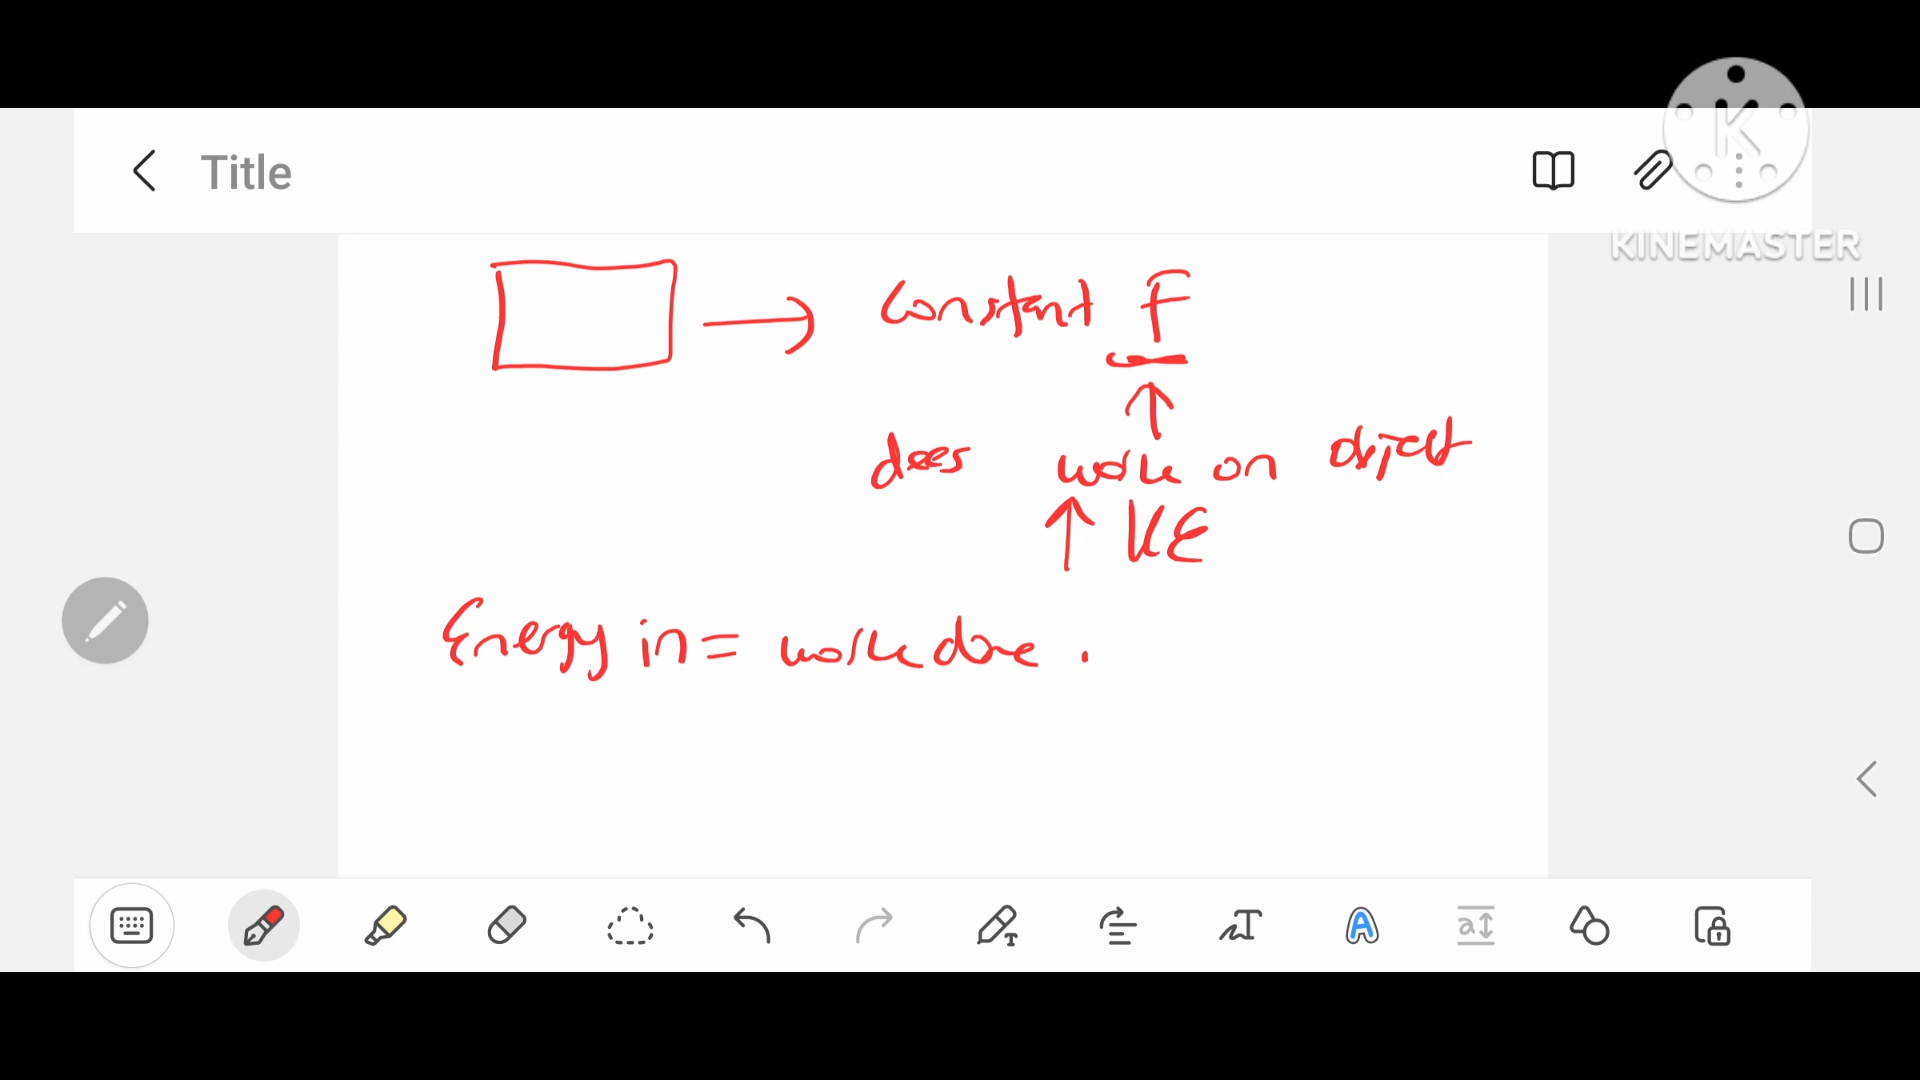 Title
KINEMASTER
constant F
does work on object
↑ KE
Energy in = work done .